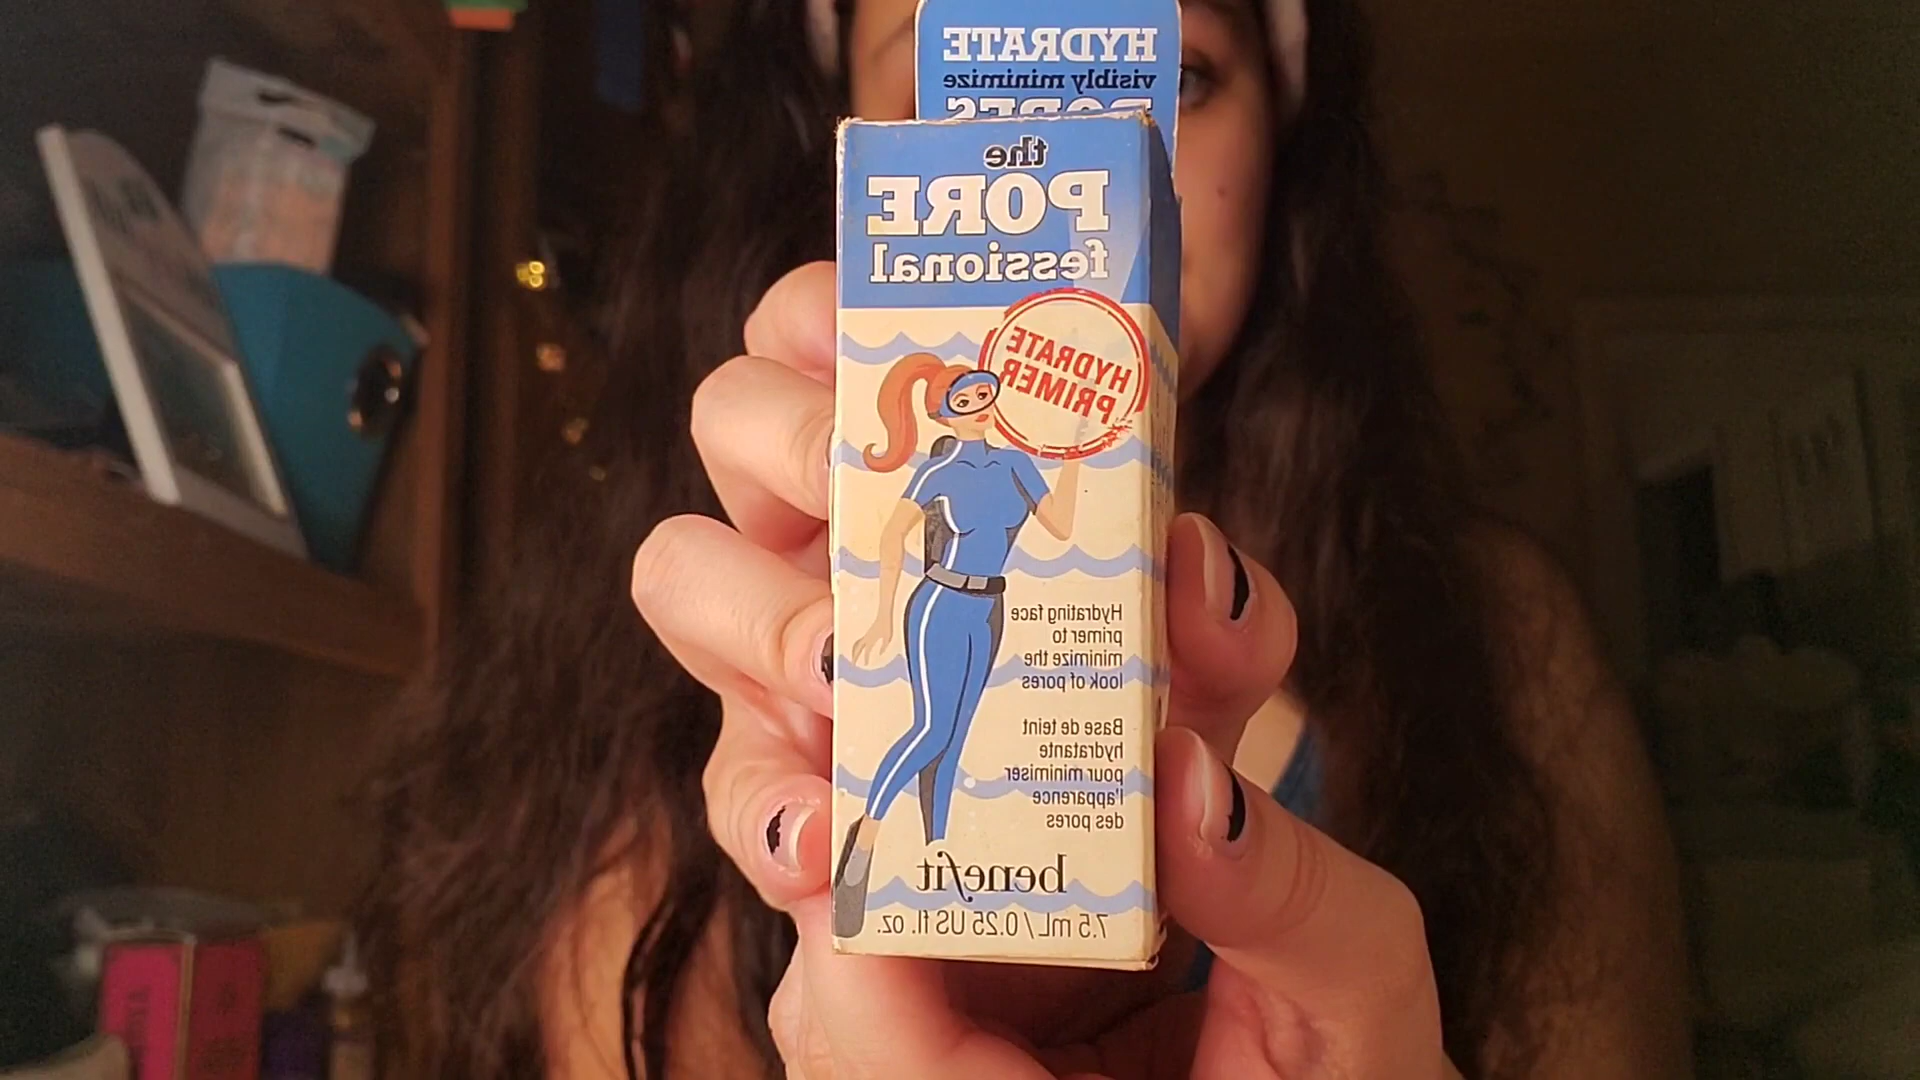 HYDRATE
visibly minimize
PORES
the
PORE
fessional
HYDRATE
PRIMER
Hydrating face
primer to
minimize the
look of pores
Base de teint
hydratante
pour minimiser
l'apparence
des pores
benefit
7.5 mL / 0.25 US fl. oz.